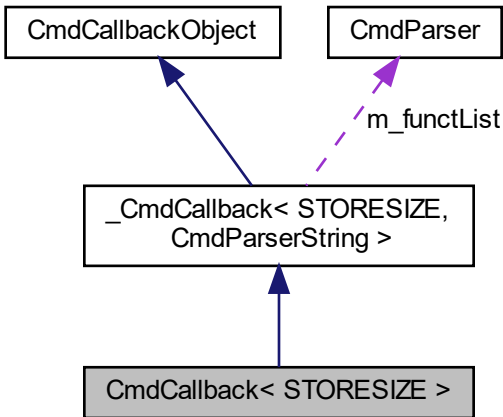 CmdCallbackObject
CmdParser
m_functList
_CmdCallback< STORESIZE,
CmdParserString >
CmdCallback< STORESIZE >